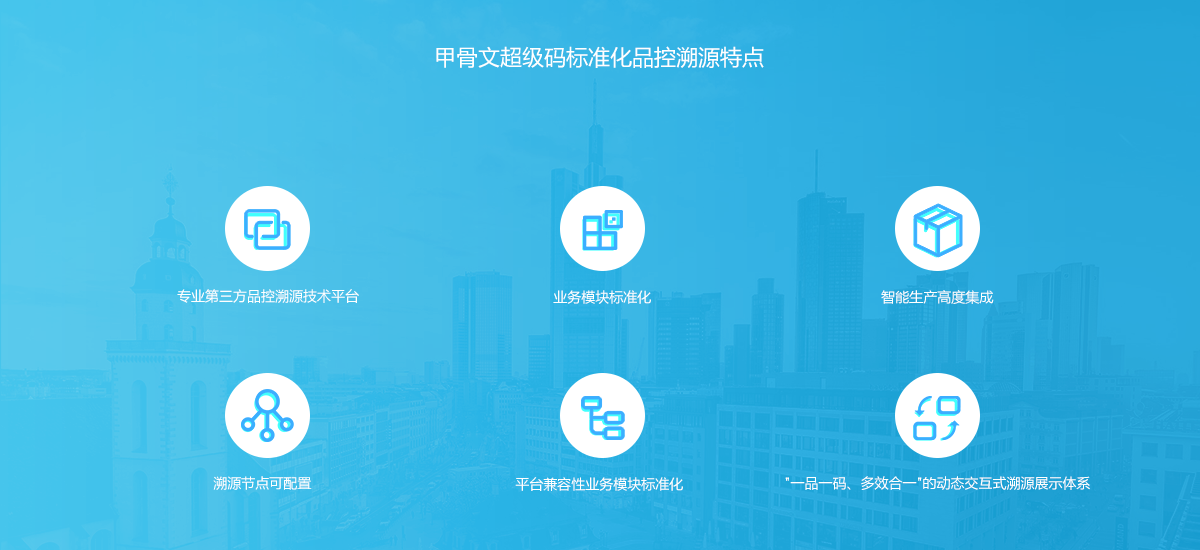 甲骨文超级码标准化品控溯源特点
专业第三方品控溯源技术平台
业务模块标准化
智能生产高度集成
溯源节点可配置
平台兼容性业务模块标准化
"一品一码、多效合一"的动态交互式溯源展示体系